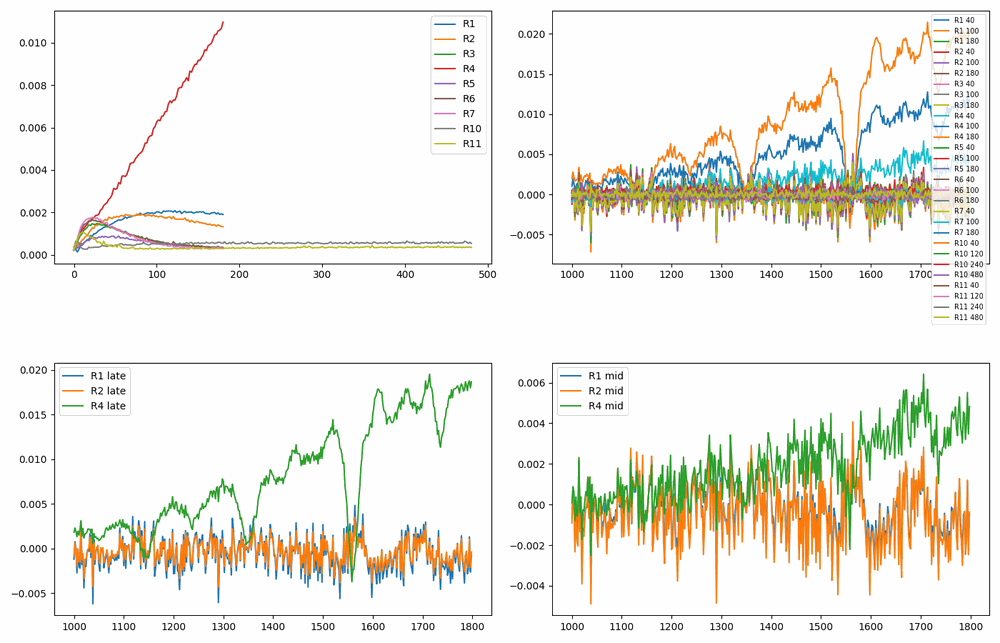 0.010
0.008
0.006
0.004
0.002
0.000
0
100
200
300
400
500
R1
R2
R3
R4
R5
R6
R7
R10
R11
0.020
0.015
0.010
0.005
0.000
−0.005
1000
1100
1200
1300
1400
1500
1600
1700
R1 40
R1 100
R1 180
R2 40
R2 100
R2 180
R3 40
R3 100
R3 180
R4 40
R4 100
R4 180
R5 40
R5 100
R5 180
R6 40
R6 100
R6 180
R7 40
R7 100
R7 180
R10 40
R10 120
R10 240
R10 480
R11 40
R11 120
R11 240
R11 480
0.020
0.015
0.010
0.005
0.000
−0.005
1000
1100
1200
1300
1400
1500
1600
1700
1800
R1 late
R2 late
R4 late
0.006
0.004
0.002
0.000
−0.002
−0.004
1000
1100
1200
1300
1400
1500
1600
1700
1800
R1 mid
R2 mid
R4 mid